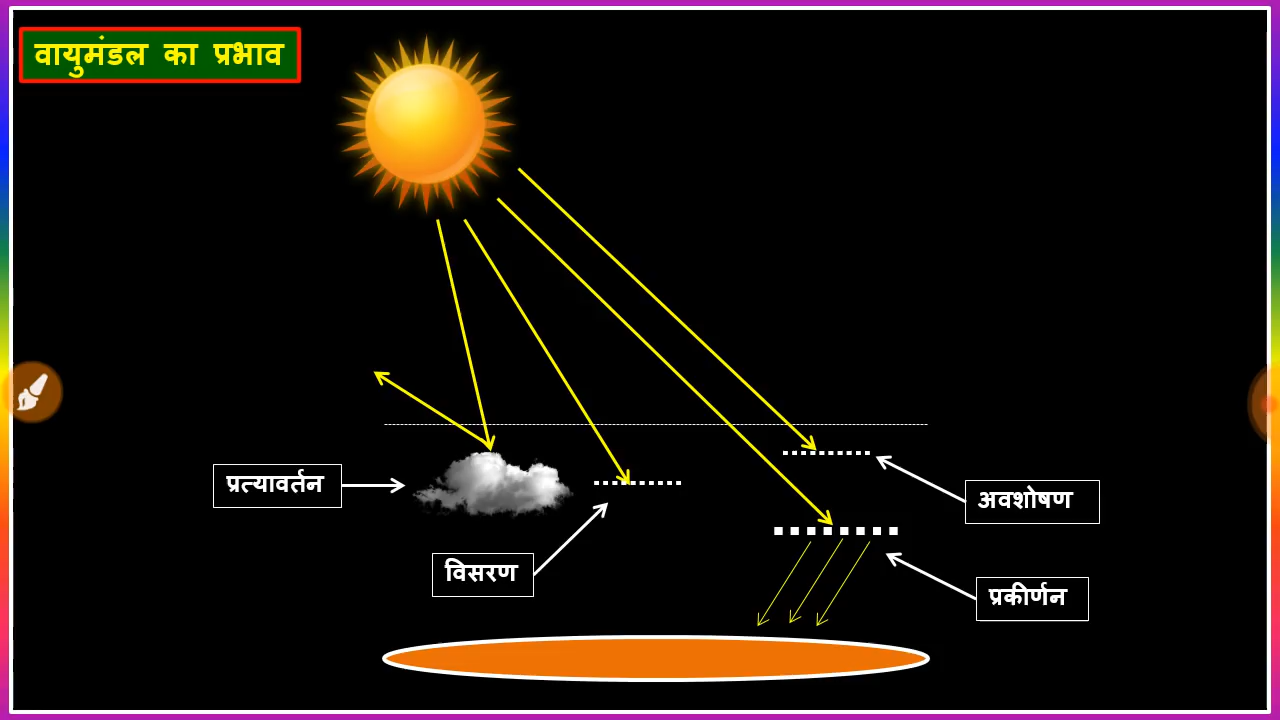 वायुमंडल का प्रभाव
प्रत्यावर्तन
अवशोषण
विसरण
प्रकीर्णन